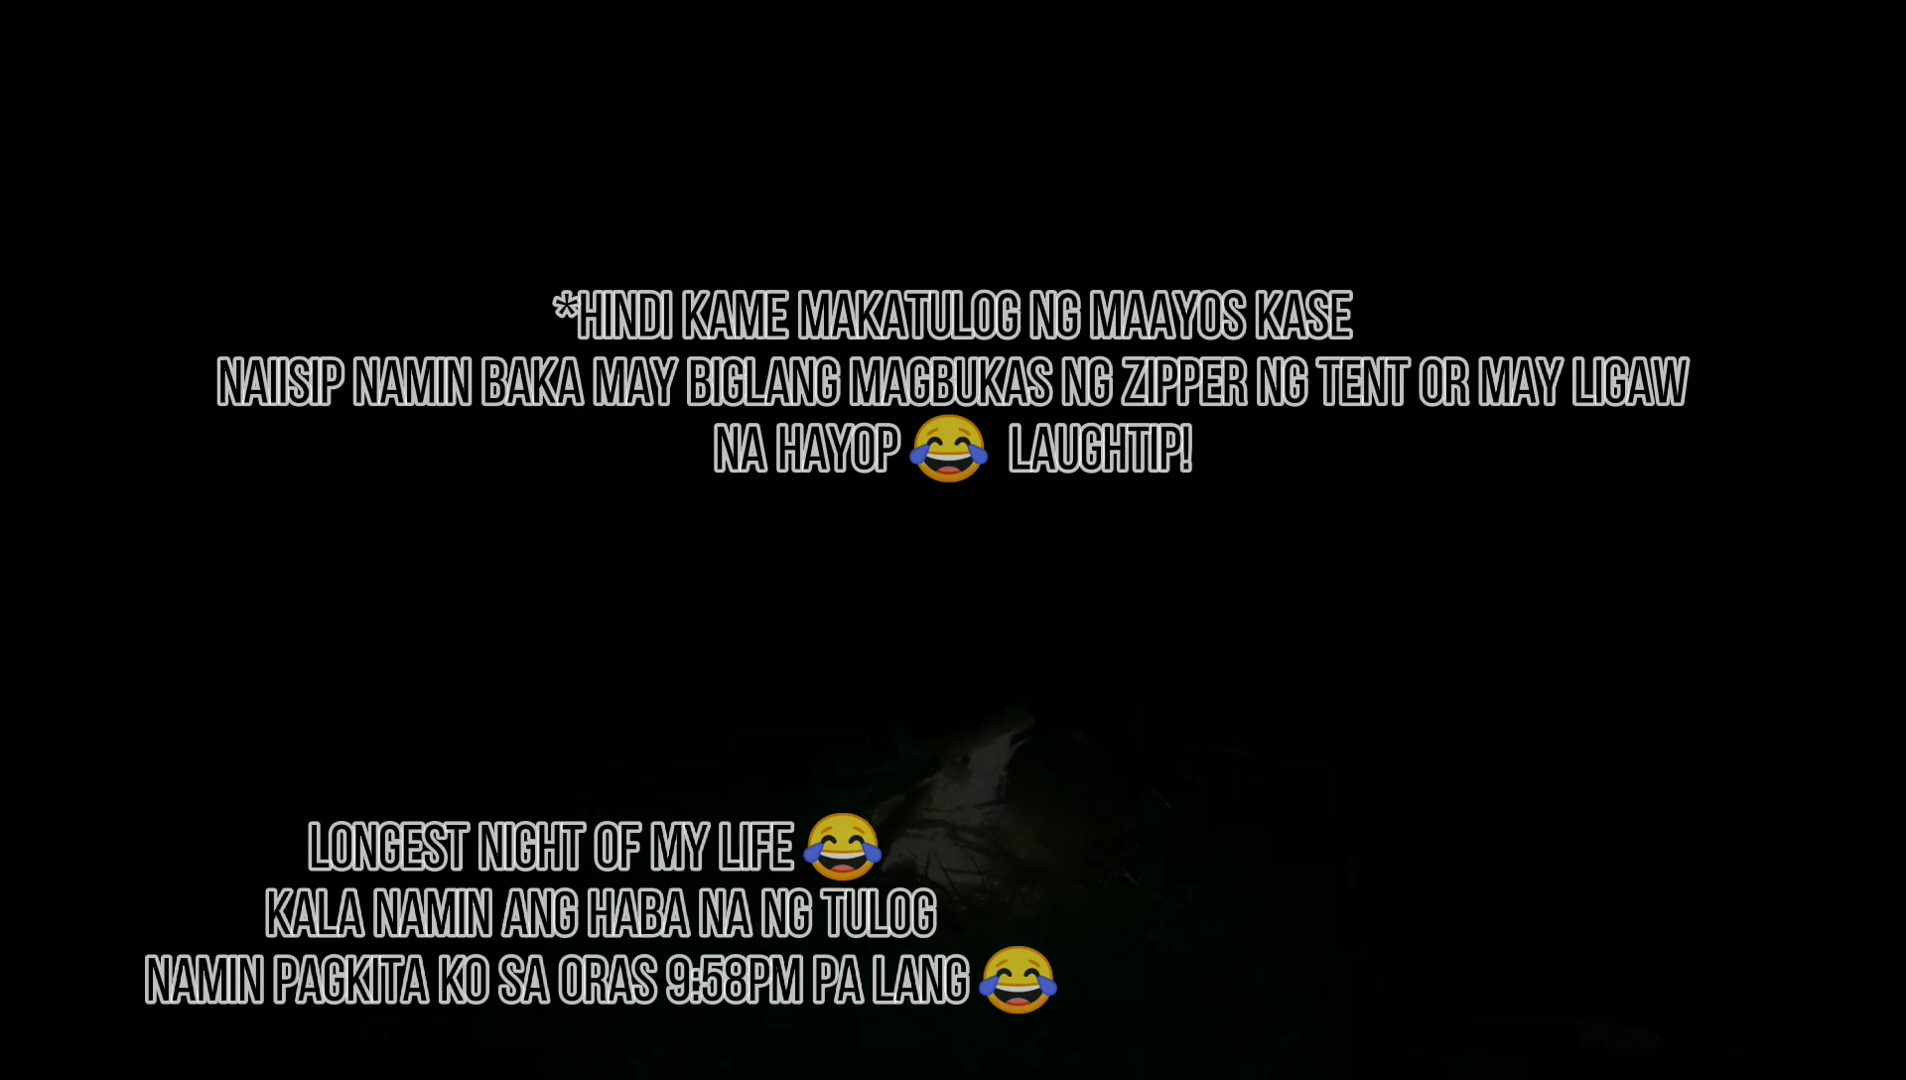 *HINDI KAME MAKATULOG NG MAAYOS KASE
NAIISIP NAMIN BAKA MAY BIGLANG MAGBUKAS NG ZIPPER NG TENT OR MAY LIGAW
NA HAYOP 😂 LAUGHTIP!
LONGEST NIGHT OF MY LIFE 😂
KALA NAMIN ANG HABA NA NG TULOG
NAMIN PAGKITA KO SA ORAS 9:58PM PA LANG 😂